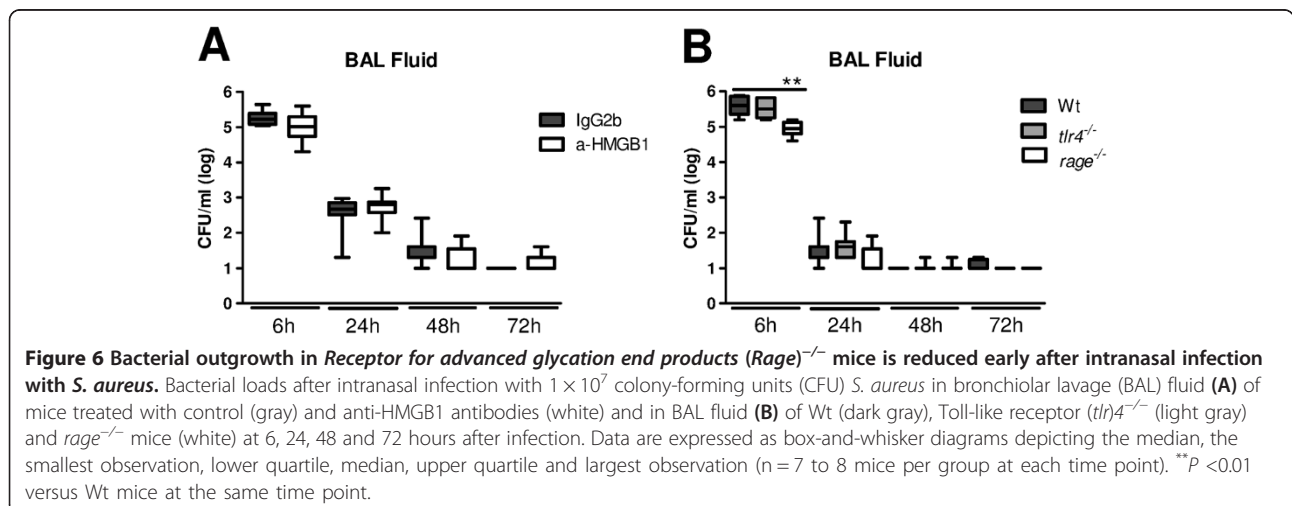 A
BAL Fluid
CFU/ml (log)
6
5
4
3
2
1
0
6h 24h 48h 72h
IgG2b
a-HMGB1
B
BAL Fluid
**
CFU/ml (log)
6
5
4
3
2
1
0
6h 24h 48h 72h
Wt
tlr4-/-
rage-/-
Figure 6 Bacterial outgrowth in Receptor for advanced glycation end products (Rage)−/− mice is reduced early after intranasal infection
with S. aureus. Bacterial loads after intranasal infection with 1 × 10⁷ colony-forming units (CFU) S. aureus in bronchiolar lavage (BAL) fluid (A) of
mice treated with control (gray) and anti-HMGB1 antibodies (white) and in BAL fluid (B) of Wt (dark gray), Toll-like receptor (tlr)4−/− (light gray)
and rage−/− mice (white) at 6, 24, 48 and 72 hours after infection. Data are expressed as box-and-whisker diagrams depicting the median, the
smallest observation, lower quartile, median, upper quartile and largest observation (n = 7 to 8 mice per group at each time point). **P <0.01
versus Wt mice at the same time point.